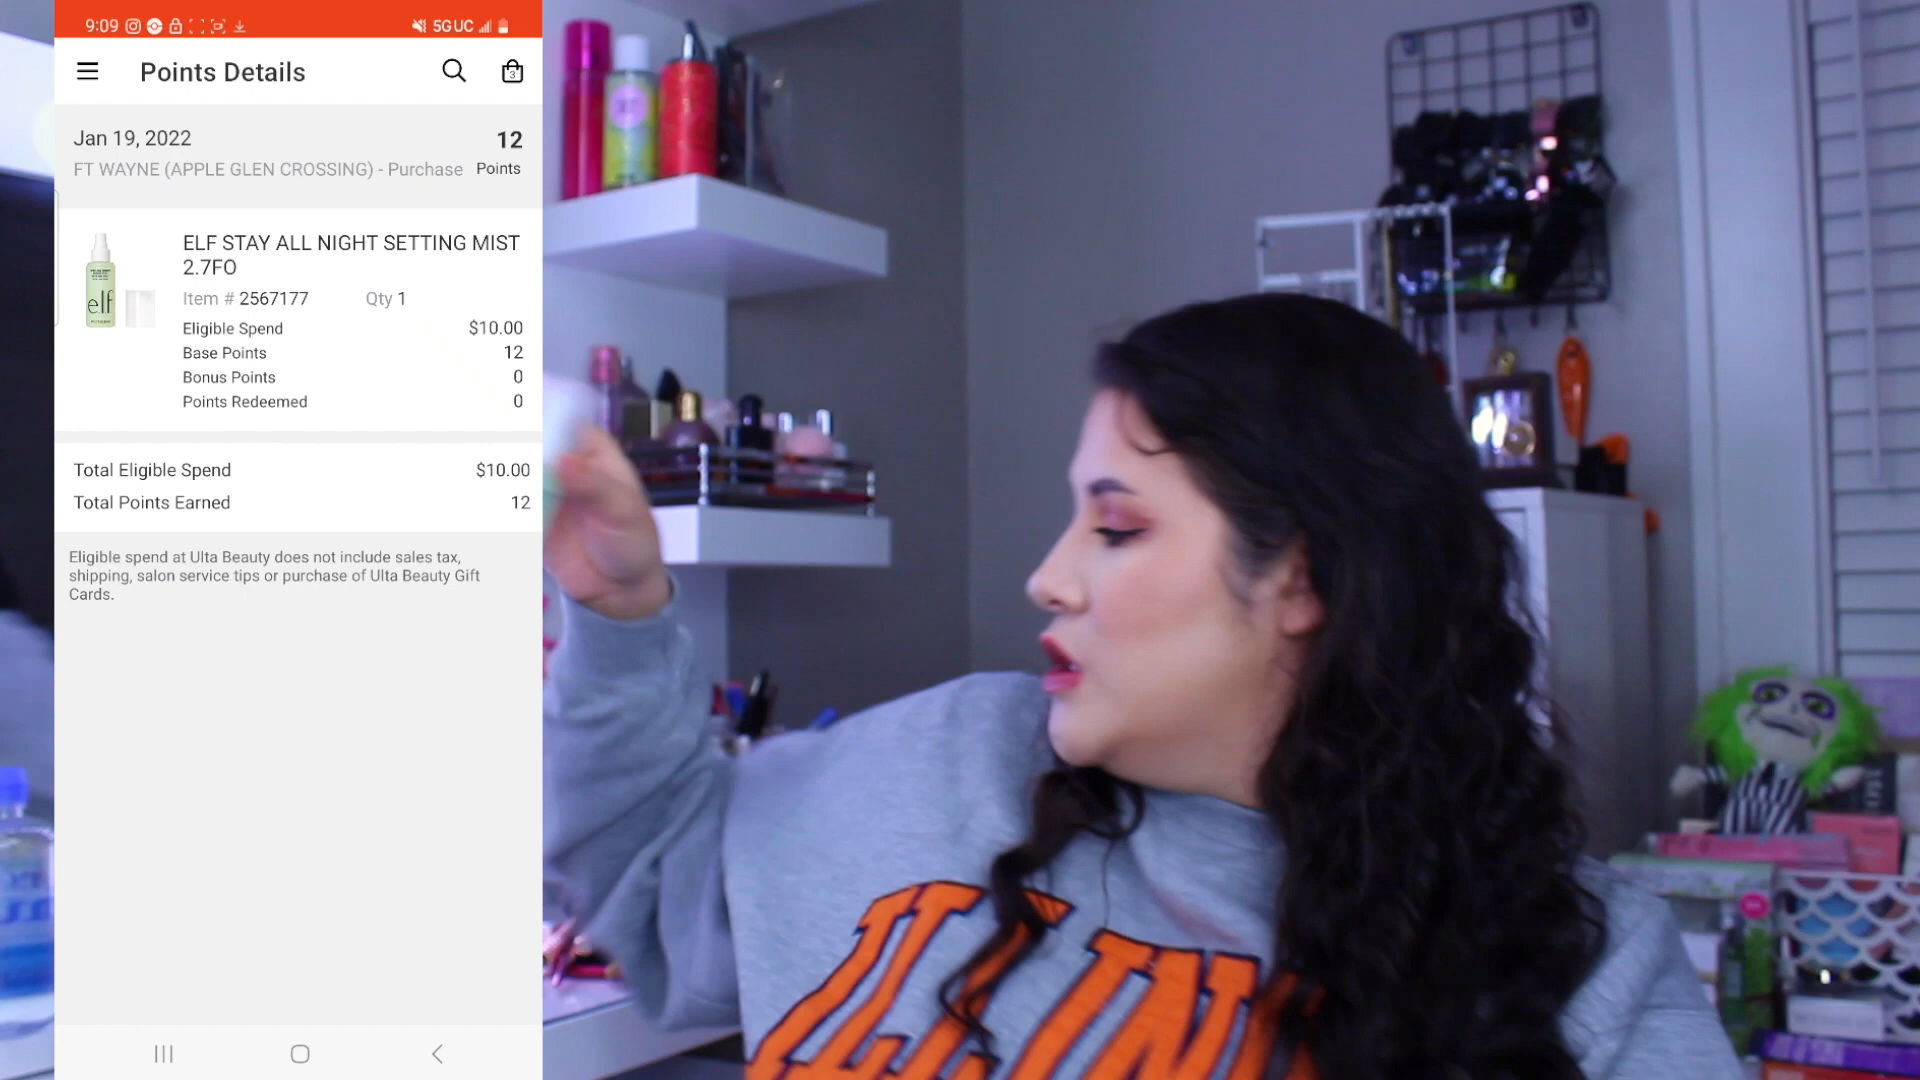 9:09
5GUC
Points Details
3
Jan 19, 2022
12
FT WAYNE (APPLE GLEN CROSSING) - Purchase
Points
ELF STAY ALL NIGHT SETTING MIST
2.7FO
e.l.f
Item # 2567177 Qty 1
Eligible Spend $10.00
Base Points 12
Bonus Points 0
Points Redeemed 0
Total Eligible Spend $10.00
Total Points Earned 12
Eligible spend at Ulta Beauty does not include sales tax,
shipping, salon service tips or purchase of Ulta Beauty Gift
Cards.
ILLIN